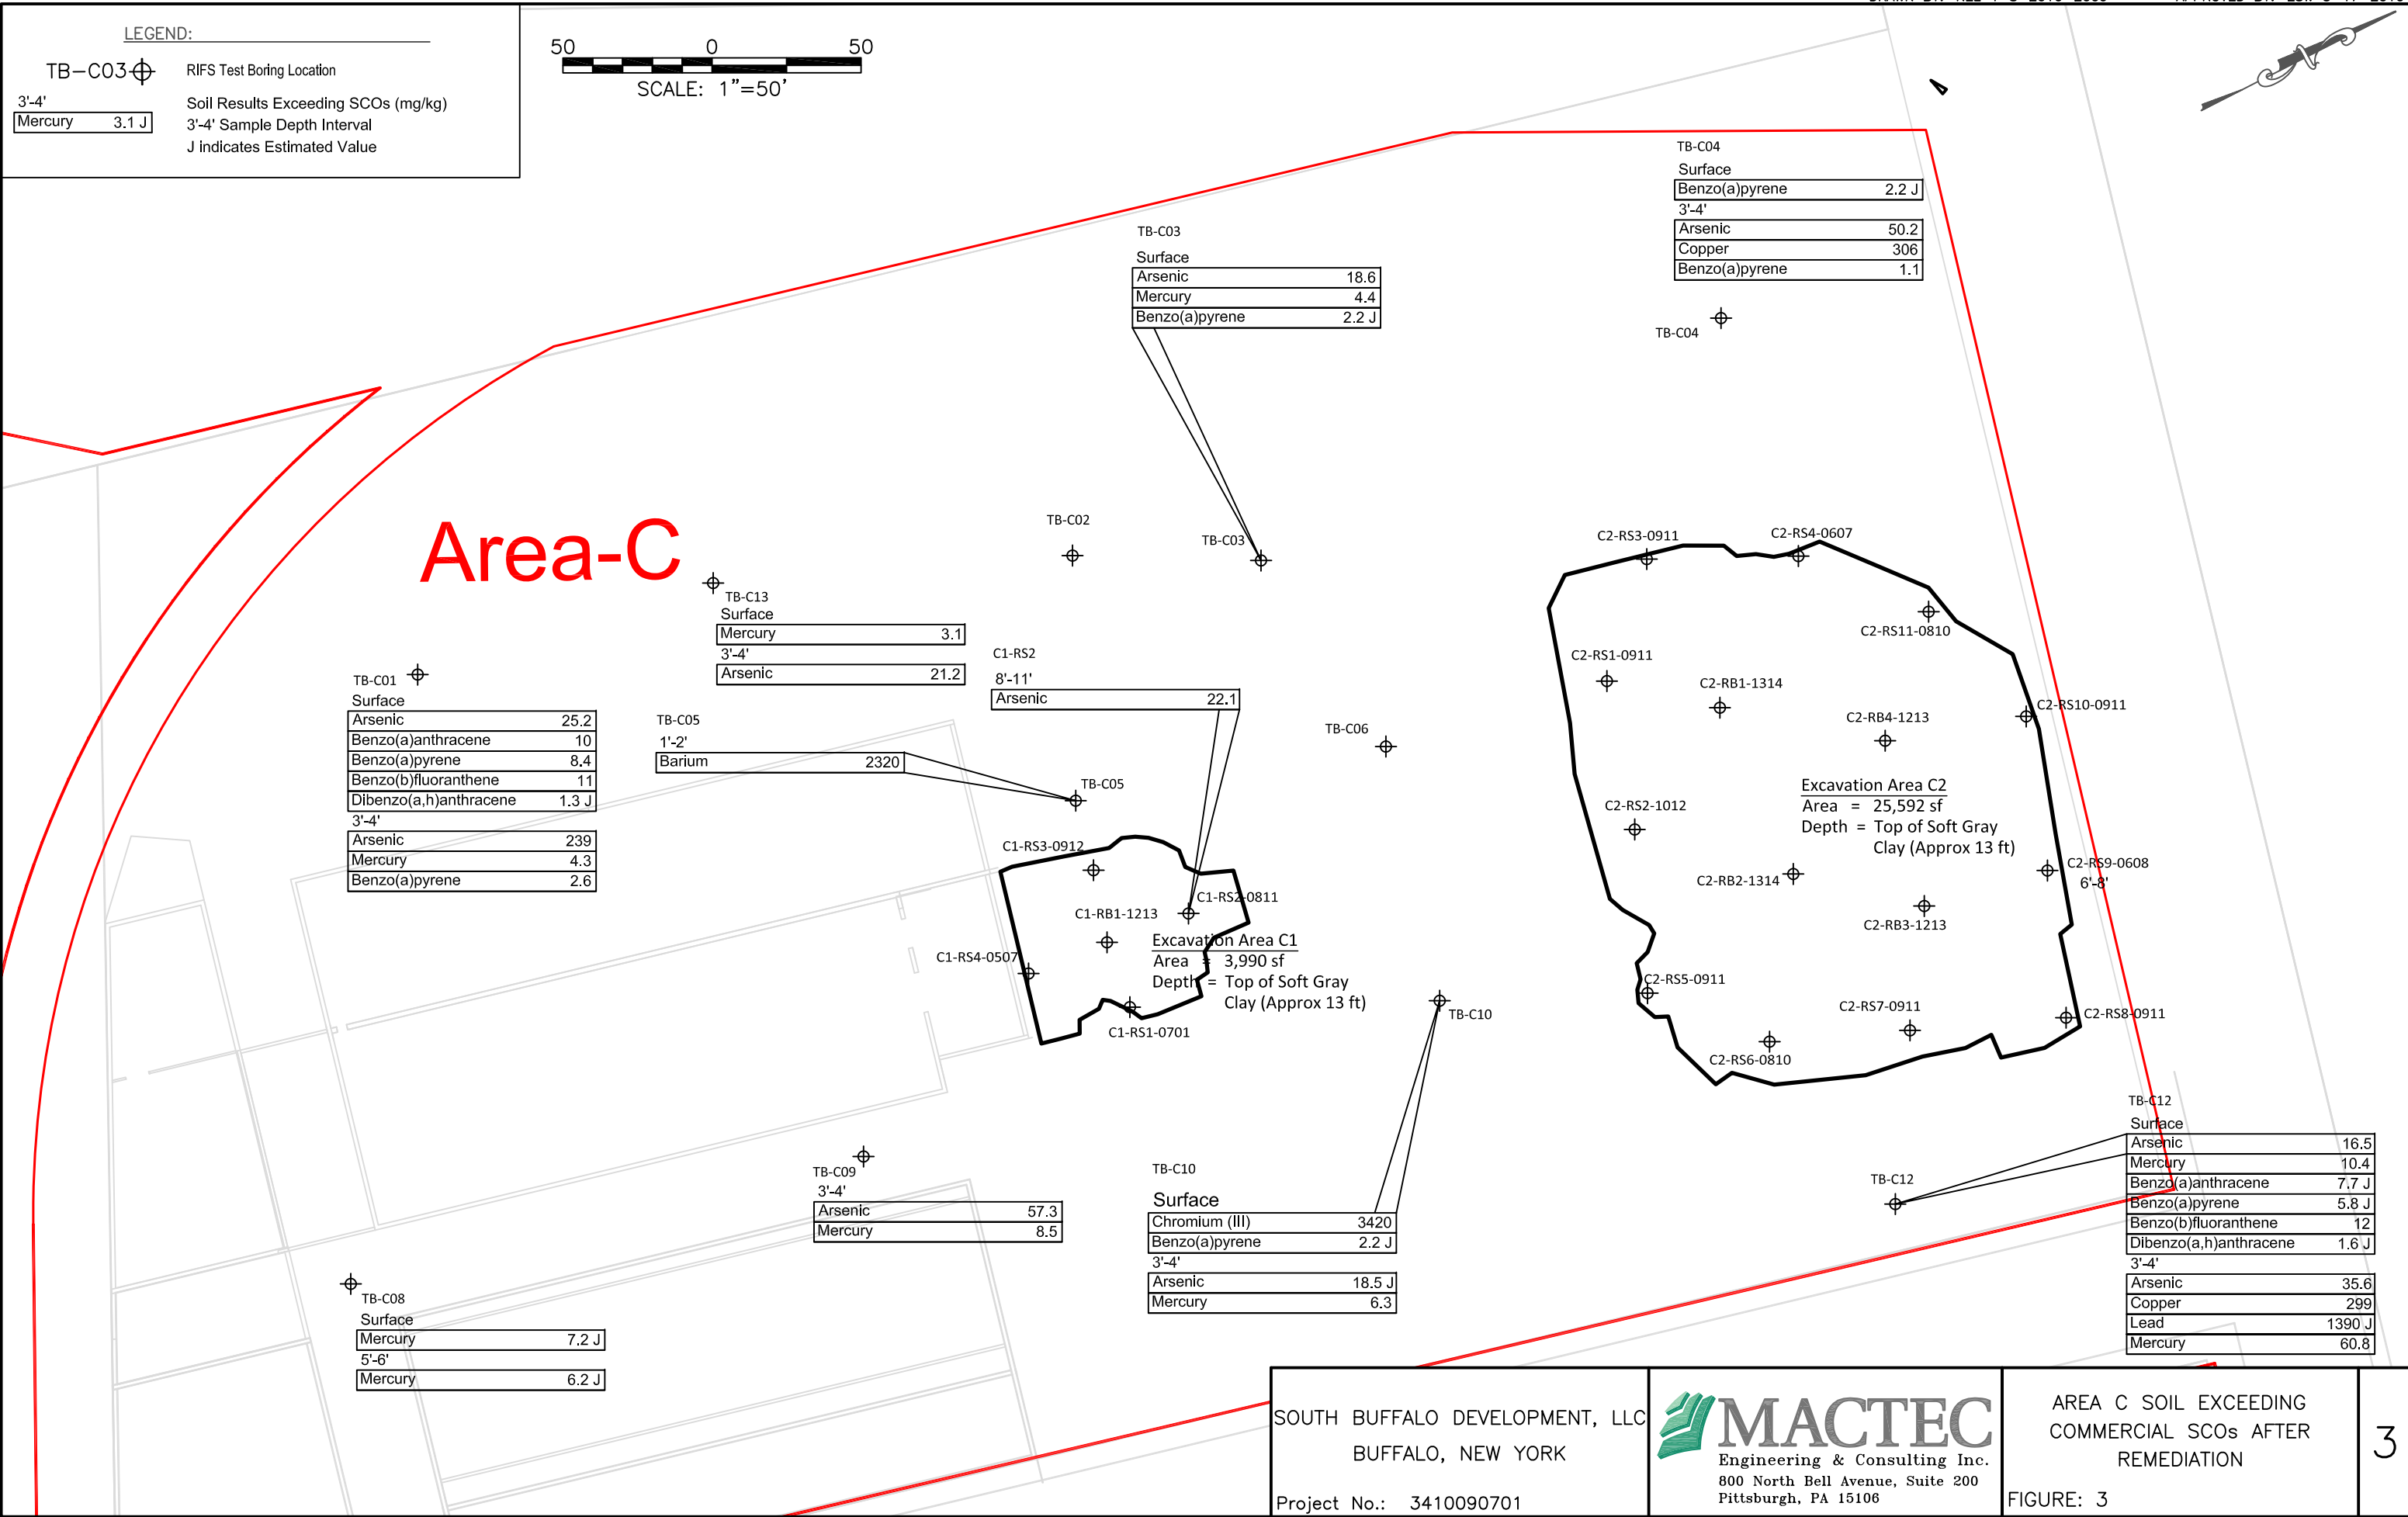 LEGEND:
TB-C03
RIFS Test Boring Location
3'-4'
Mercury 3.1 J
Soil Results Exceeding SCOs (mg/kg)
3'-4' Sample Depth Interval
J indicates Estimated Value
50 0 50
SCALE: 1"=50'
TB-C04
Surface
Benzo(a)pyrene 2.2 J
3'-4'
Arsenic 50.2
Copper 306
Benzo(a)pyrene 1.1
TB-C04
TB-C03
Surface
Arsenic 18.6
Mercury 4.4
Benzo(a)pyrene 2.2 J
TB-C03
TB-C02
Area-C
TB-C13
Surface
Mercury 3.1
3'-4'
Arsenic 21.2
C1-RS2
8'-11'
Arsenic 22.1
TB-C01
Surface
Arsenic 25.2
Benzo(a)anthracene 10
Benzo(a)pyrene 8.4
Benzo(b)fluoranthene 11
Dibenzo(a,h)anthracene 1.3 J
3'-4'
Arsenic 239
Mercury 4.3
Benzo(a)pyrene 2.6
TB-C05
1'-2'
Barium 2320
TB-C05
TB-C06
C2-RS3-0911
C2-RS4-0607
C2-RS11-0810
C2-RS1-0911
C2-RB1-1314
C2-RS10-0911
C2-RB4-1213
Excavation Area C2
Area = 25,592 sf
Depth = Top of Soft Gray
Clay (Approx 13 ft)
C2-RS2-1012
C2-RB2-1314
C2-RS9-0608
6'-8'
C2-RB3-1213
C2-RS5-0911
C2-RS7-0911
C2-RS8-0911
C2-RS6-0810
C1-RS3-0912
C1-RS2-0811
C1-RB1-1213
Excavation Area C1
Area = 3,990 sf
Depth = Top of Soft Gray
Clay (Approx 13 ft)
C1-RS4-0507
C1-RS1-0701
TB-C10
TB-C09
3'-4'
Arsenic 57.3
Mercury 8.5
TB-C10
Surface
Chromium (III) 3420
Benzo(a)pyrene 2.2 J
3'-4'
Arsenic 18.5 J
Mercury 6.3
TB-C12
TB-C12
Surface
Arsenic 16.5
Mercury 10.4
Benzo(a)anthracene 7.7 J
Benzo(a)pyrene 5.8 J
Benzo(b)fluoranthene 12
Dibenzo(a,h)anthracene 1.6 J
3'-4'
Arsenic 35.6
Copper 299
Lead 1390 J
Mercury 60.8
TB-C08
Surface
Mercury 7.2 J
5'-6'
Mercury 6.2 J
SOUTH BUFFALO DEVELOPMENT, LLC
BUFFALO, NEW YORK
Project No.: 3410090701
MACTEC
Engineering & Consulting Inc.
800 North Bell Avenue, Suite 200
Pittsburgh, PA 15106
AREA C SOIL EXCEEDING
COMMERCIAL SCOs AFTER
REMEDIATION
FIGURE: 3
3